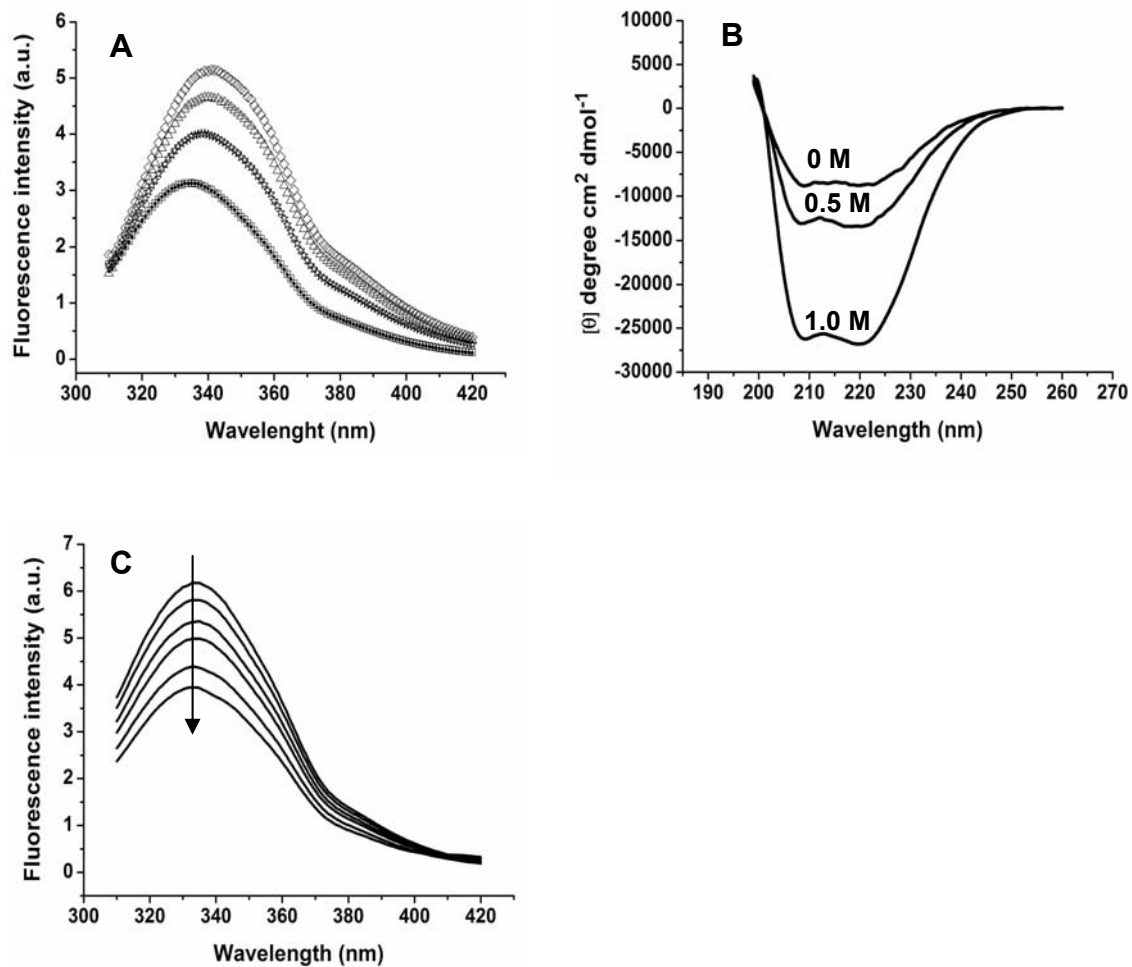 A
Fluorescence intensity (a.u.)
6
5
4
3
2
1
0
300 320 340 360 380 400 420
Wavelenght (nm)
B
[θ] degree cm² dmol⁻¹
10000
5000
0
-5000
-10000
-15000
-20000
-25000
-30000
0 M
0.5 M
1.0 M
190 200 210 220 230 240 250 260 270
Wavelength (nm)
C
Fluorescence intensity (a.u.)
7
6
5
4
3
2
1
0
300 320 340 360 380 400 420
Wavelength (nm)